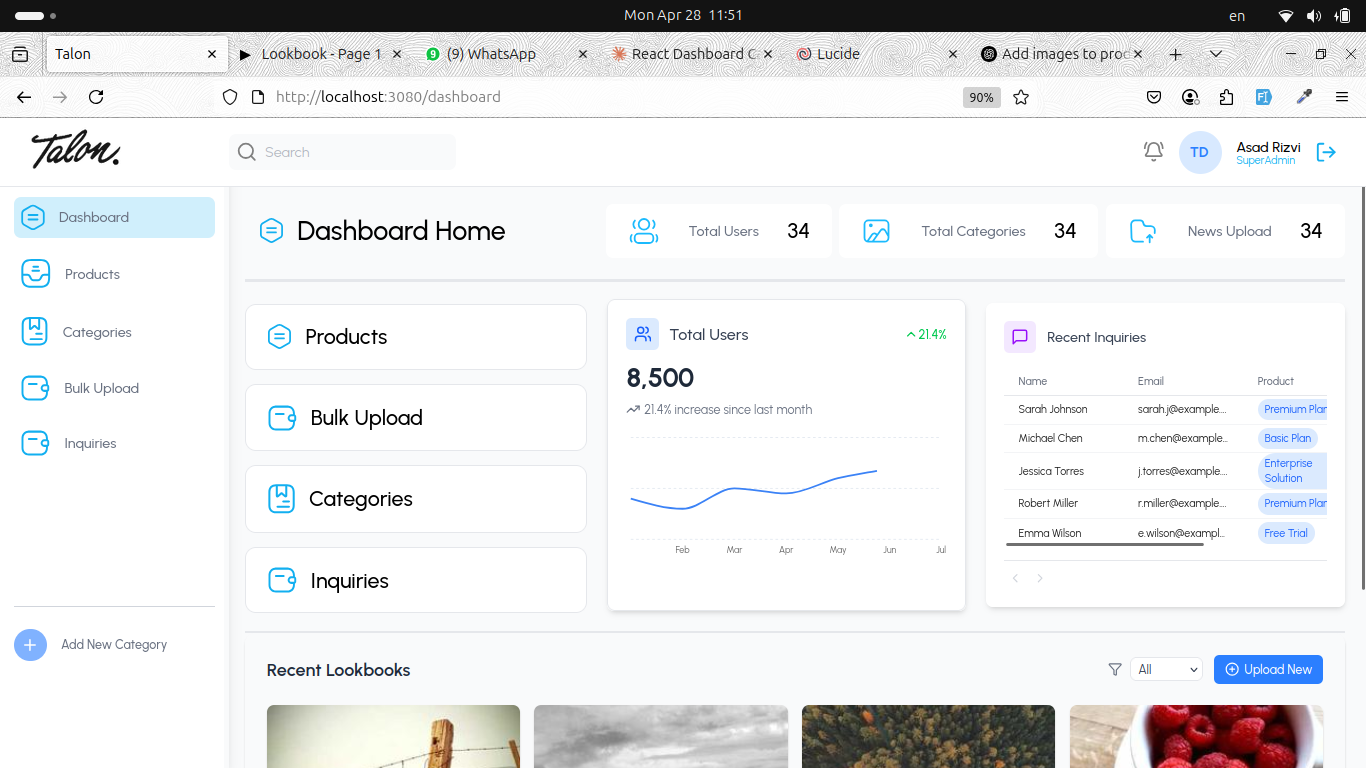 Mon Apr 28 11:51
en
Talon
Lookbook - Page 1
(9) WhatsApp
React Dashboard C
Lucide
Add images to proc
http://localhost:3080/dashboard
90%
Talon.
Search
TD
Asad Rizvi
SuperAdmin
Dashboard
Products
Categories
Bulk Upload
Inquiries
Add New Category
Dashboard Home
Total Users 34
Total Categories 34
News Upload 34
Products
Bulk Upload
Categories
Inquiries
Total Users
21.4%
8,500
21.4% increase since last month
Feb Mar Apr May Jun Jul
Recent Inquiries
Name Email Product
Sarah Johnson sarah.j@example.... Premium Plan
Michael Chen m.chen@example... Basic Plan
Jessica Torres j.torres@example.... Enterprise Solution
Robert Miller r.miller@example.... Premium Plan
Emma Wilson e.wilson@exampl... Free Trial
Recent Lookbooks
All
Upload New